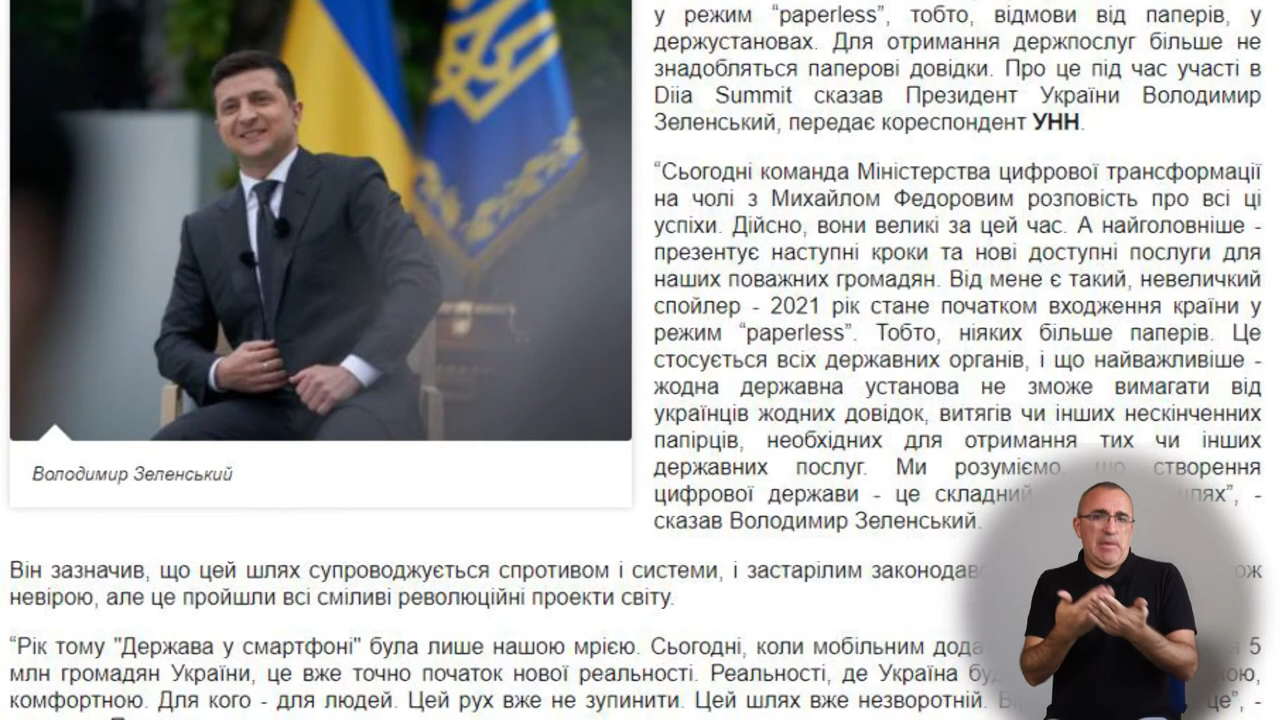 у режим “paperless”, тобто, відмови від паперів, у
держустановах. Для отримання держпослуг більше не
знадобляться паперові довідки. Про це під час участі в
Diia Summit сказав Президент України Володимир
Зеленський, передає кореспондент УНН.
“Сьогодні команда Міністерства цифрової трансформації
на чолі з Михайлом Федоровим розповість про всі ці
успіхи. Дійсно, вони великі за цей час. А найголовніше -
презентує наступні кроки та нові доступні послуги для
наших поважних громадян. Від мене є такий, невеличкий
спойлер - 2021 рік стане початком входження країни у
режим “paperless”. Тобто, ніяких більше паперів. Це
стосується всіх державних органів, і що найважливіше -
жодна державна установа не зможе вимагати від
українців жодних довідок, витягів чи інших нескінченних
папірців, необхідних для отримання тих чи інших
державних послуг. Ми розуміємо, що створення
цифрової держави - це складний шлях”, -
сказав Володимир Зеленський.
Володимир Зеленський
Він зазначив, що цей шлях супроводжується спротивом і системи, і застарілим
невірою, але це пройшли всі сміливі революційні проекти світу.
“Рік тому "Держава у смартфоні" була лише нашою мрією. Сьогодні, коли мобільним 5
млн громадян України, це вже точно початок нової реальності. Реальності, де Україна
комфортною. Для кого - для людей. Цей рух вже не зупинити. Цей шлях вже незворотній. це”, -